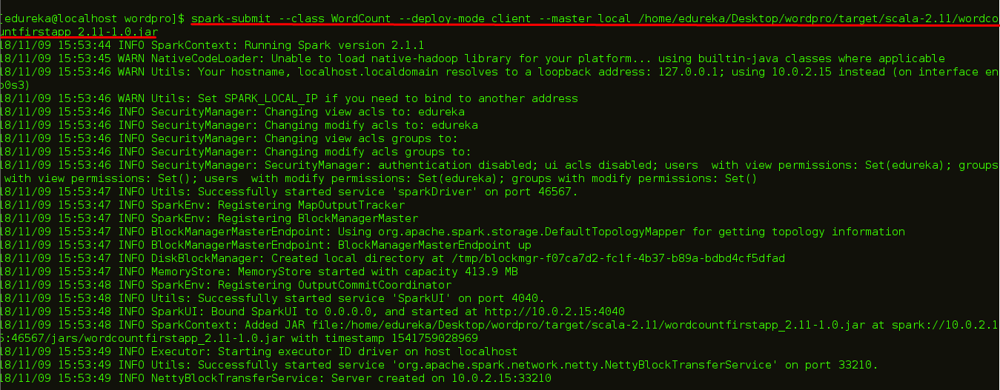 [edureka@localhost wordpro]$ spark-submit --class WordCount --deploy-mode client --master local /home/edureka/Desktop/wordpro/target/scala-2.11/wordco
untfirstapp_2.11-1.0.jar
18/11/09 15:53:44 INFO SparkContext: Running Spark version 2.1.1
18/11/09 15:53:45 WARN NativeCodeLoader: Unable to load native-hadoop library for your platform... using builtin-java classes where applicable
18/11/09 15:53:46 WARN Utils: Your hostname, localhost.localdomain resolves to a loopback address: 127.0.0.1; using 10.0.2.15 instead (on interface en
p0s3)
18/11/09 15:53:46 WARN Utils: Set SPARK_LOCAL_IP if you need to bind to another address
18/11/09 15:53:46 INFO SecurityManager: Changing view acls to: edureka
18/11/09 15:53:46 INFO SecurityManager: Changing modify acls to: edureka
18/11/09 15:53:46 INFO SecurityManager: Changing view acls groups to:
18/11/09 15:53:46 INFO SecurityManager: Changing modify acls groups to:
18/11/09 15:53:46 INFO SecurityManager: SecurityManager: authentication disabled; ui acls disabled; users  with view permissions: Set(edureka); groups
 with view permissions: Set(); users  with modify permissions: Set(edureka); groups with modify permissions: Set()
18/11/09 15:53:47 INFO Utils: Successfully started service 'sparkDriver' on port 46567.
18/11/09 15:53:47 INFO SparkEnv: Registering MapOutputTracker
18/11/09 15:53:47 INFO SparkEnv: Registering BlockManagerMaster
18/11/09 15:53:47 INFO BlockManagerMasterEndpoint: Using org.apache.spark.storage.DefaultTopologyMapper for getting topology information
18/11/09 15:53:47 INFO BlockManagerMasterEndpoint: BlockManagerMasterEndpoint up
18/11/09 15:53:47 INFO DiskBlockManager: Created local directory at /tmp/blockmgr-f07ca7d2-fc1f-4b37-b89a-bdbd4cf5dfad
18/11/09 15:53:47 INFO MemoryStore: MemoryStore started with capacity 413.9 MB
18/11/09 15:53:48 INFO SparkEnv: Registering OutputCommitCoordinator
18/11/09 15:53:48 INFO Utils: Successfully started service 'SparkUI' on port 4040.
18/11/09 15:53:48 INFO SparkUI: Bound SparkUI to 0.0.0.0, and started at http://10.0.2.15:4040
18/11/09 15:53:48 INFO SparkContext: Added JAR file:/home/edureka/Desktop/wordpro/target/scala-2.11/wordcountfirstapp_2.11-1.0.jar at spark://10.0.2.1
5:46567/jars/wordcountfirstapp_2.11-1.0.jar with timestamp 1541759028969
18/11/09 15:53:49 INFO Executor: Starting executor ID driver on host localhost
18/11/09 15:53:49 INFO Utils: Successfully started service 'org.apache.spark.network.netty.NettyBlockTransferService' on port 33210.
18/11/09 15:53:49 INFO NettyBlockTransferService: Server created on 10.0.2.15:33210